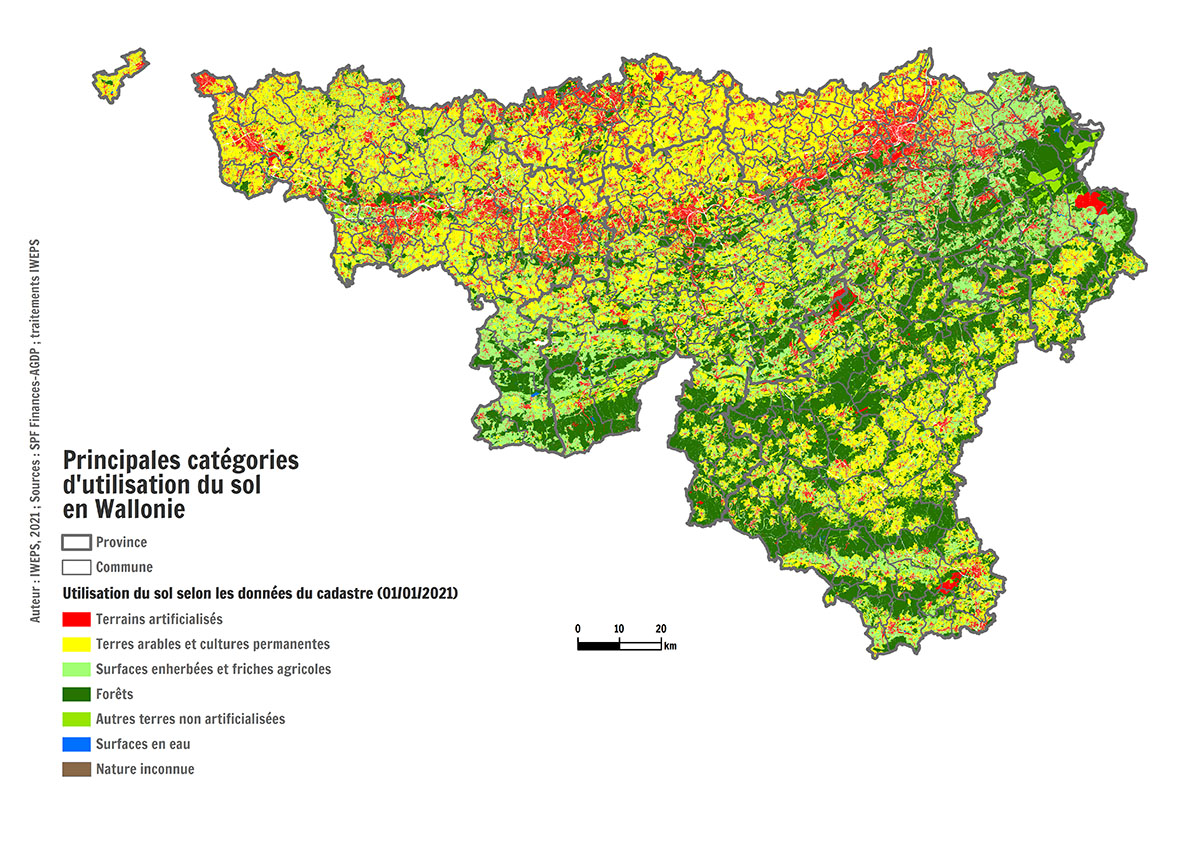 Auteur : IWEPS, 2021 ; Sources : SPF Finances-AGDP ; traitements IWEPS
Principales catégories
d'utilisation du sol
en Wallonie
Province
Commune
Utilisation du sol selon les données du cadastre (01/01/2021)
Terrains artificialisés
Terres arables et cultures permanentes
Surfaces enherbées et friches agricoles
Forêts
Autres terres non artificialisées
Surfaces en eau
Nature inconnue
0 10 20
km